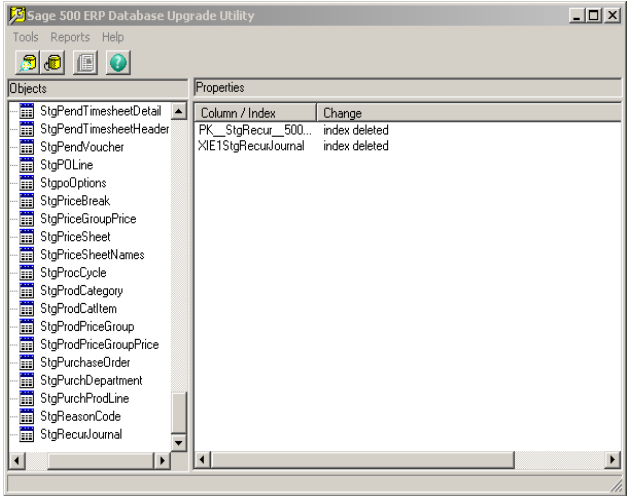 Sage 500 ERP Database Upgrade Utility
Tools Reports Help
Objects
Properties
StgPendTimesheetDetail
StgPendTimesheetHeader
StgPendVoucher
StgPOLine
StgpoOptions
StgPriceBreak
StgPriceGroupPrice
StgPriceSheet
StgPriceSheetNames
StgProcCycle
StgProdCategory
StgProdCatItem
StgProdPriceGroup
StgProdPriceGroupPrice
StgPurchaseOrder
StgPurchDepartment
StgPurchProdLine
StgReasonCode
StgRecurJournal
Column / Index Change
PK__StgRecur__500... index deleted
XIE1StgRecurJournal index deleted